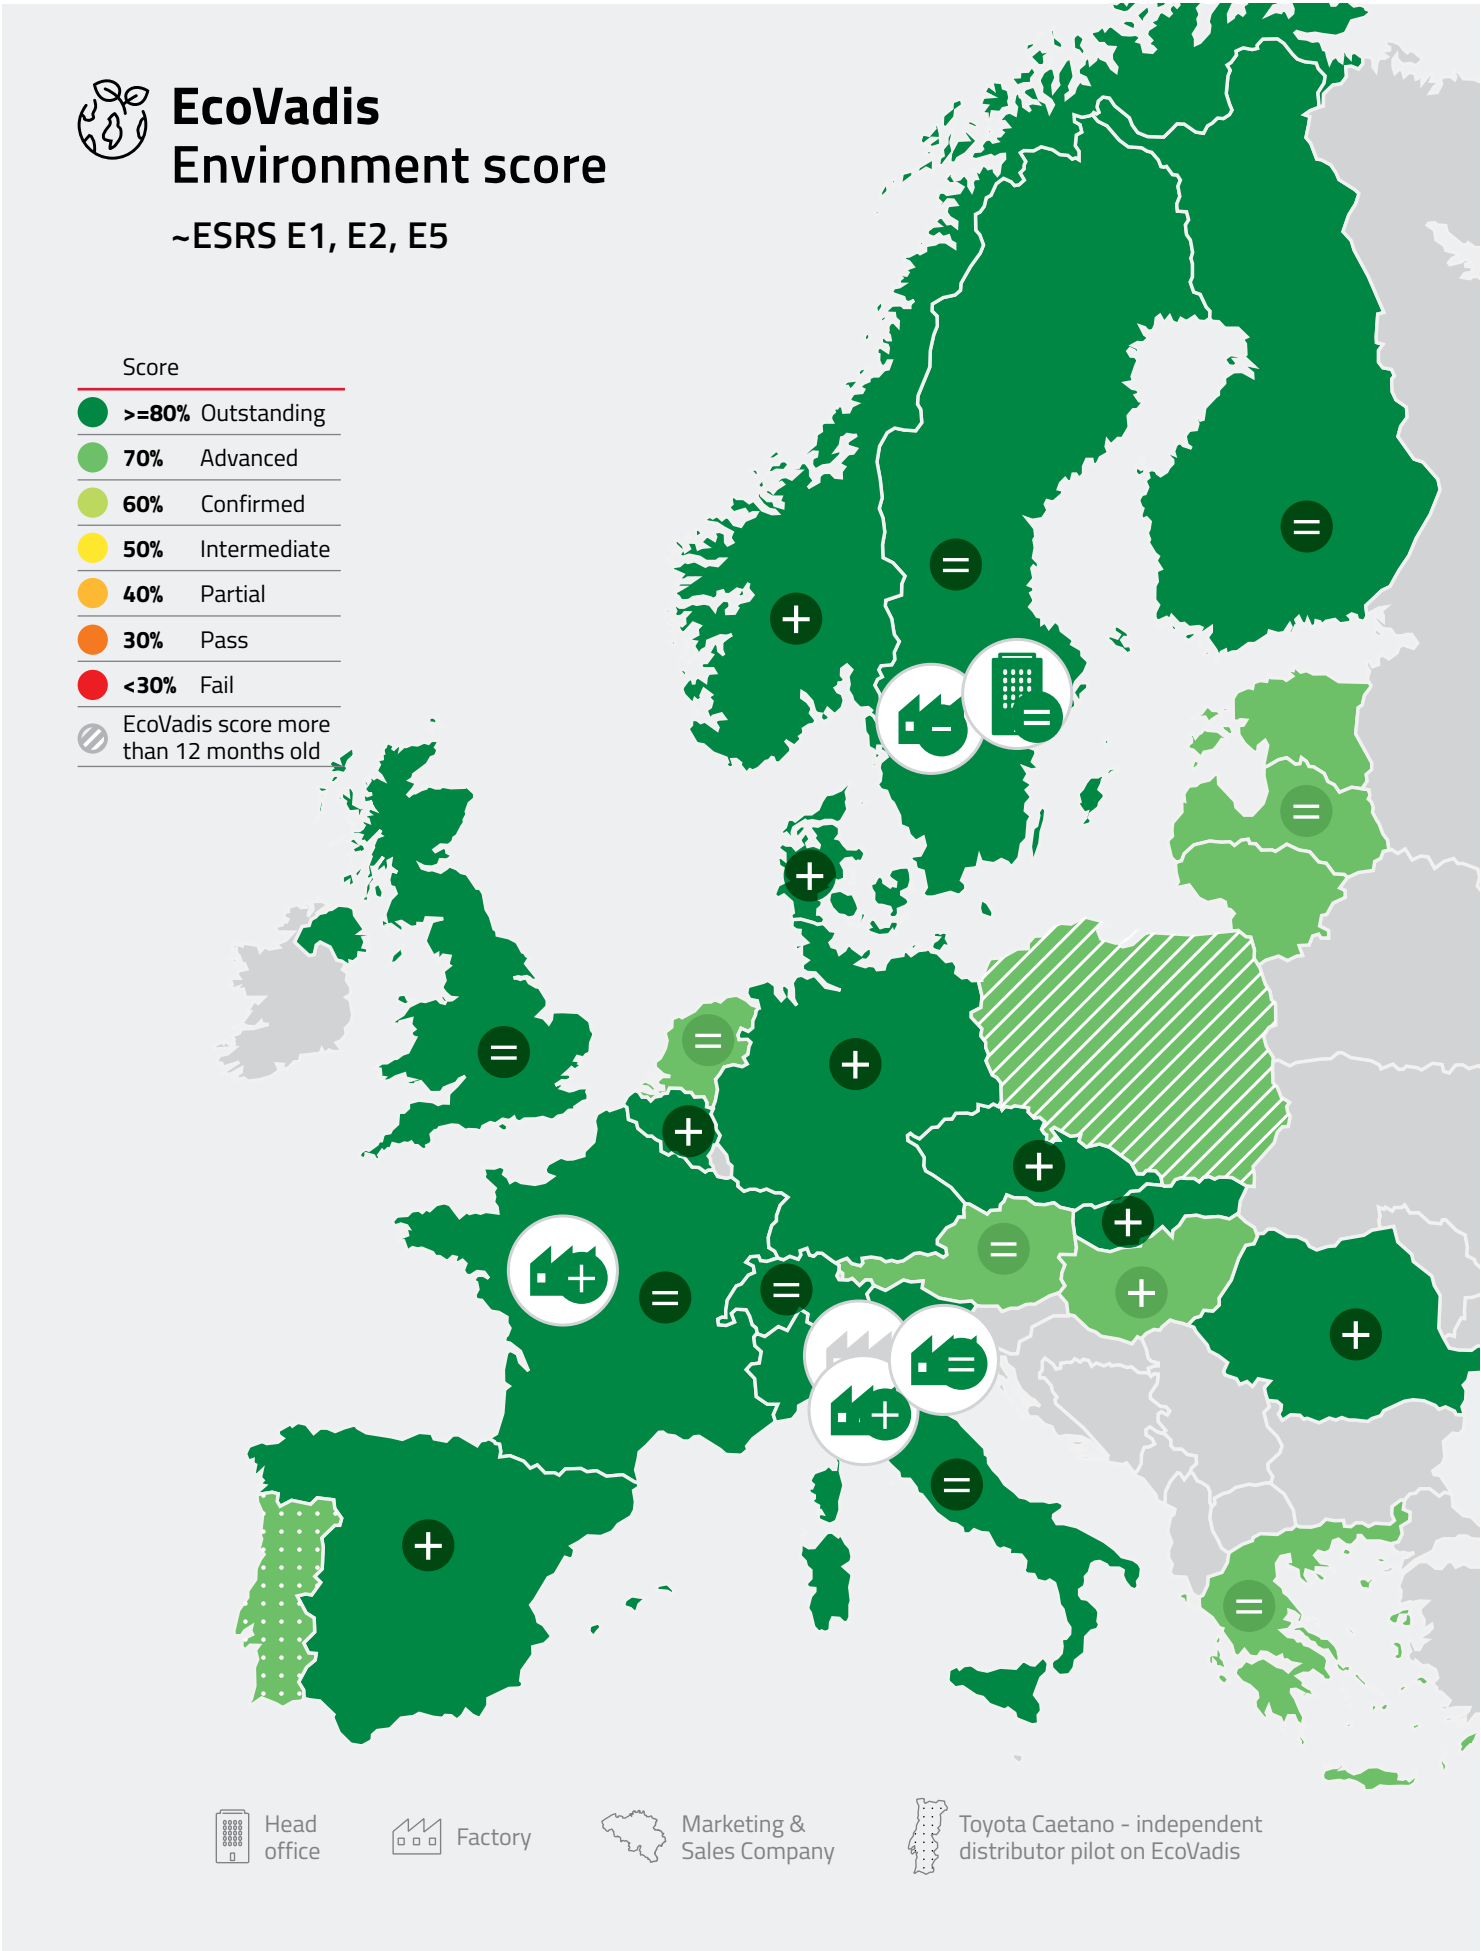 EcoVadis
Environment score
~ESRS E1, E2, E5
Score
>=80% Outstanding
70% Advanced
60% Confirmed
50% Intermediate
40% Partial
30% Pass
<30% Fail
EcoVadis score more
than 12 months old
=
=
+
-
=
=
+
=
=
+
+
+
+
=
+
+
=
=
+
=
+
+
=
+
=
=
Head
office
Factory
Marketing &
Sales Company
Toyota Caetano - independent
distributor pilot on EcoVadis